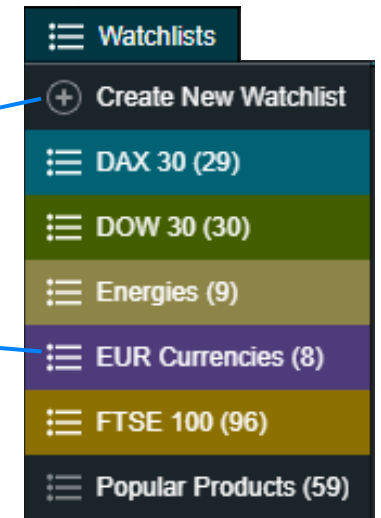 Watchlists
Create New Watchlist
DAX 30 (29)
DOW 30 (30)
Energies (9)
EUR Currencies (8)
FTSE 100 (96)
Popular Products (59)